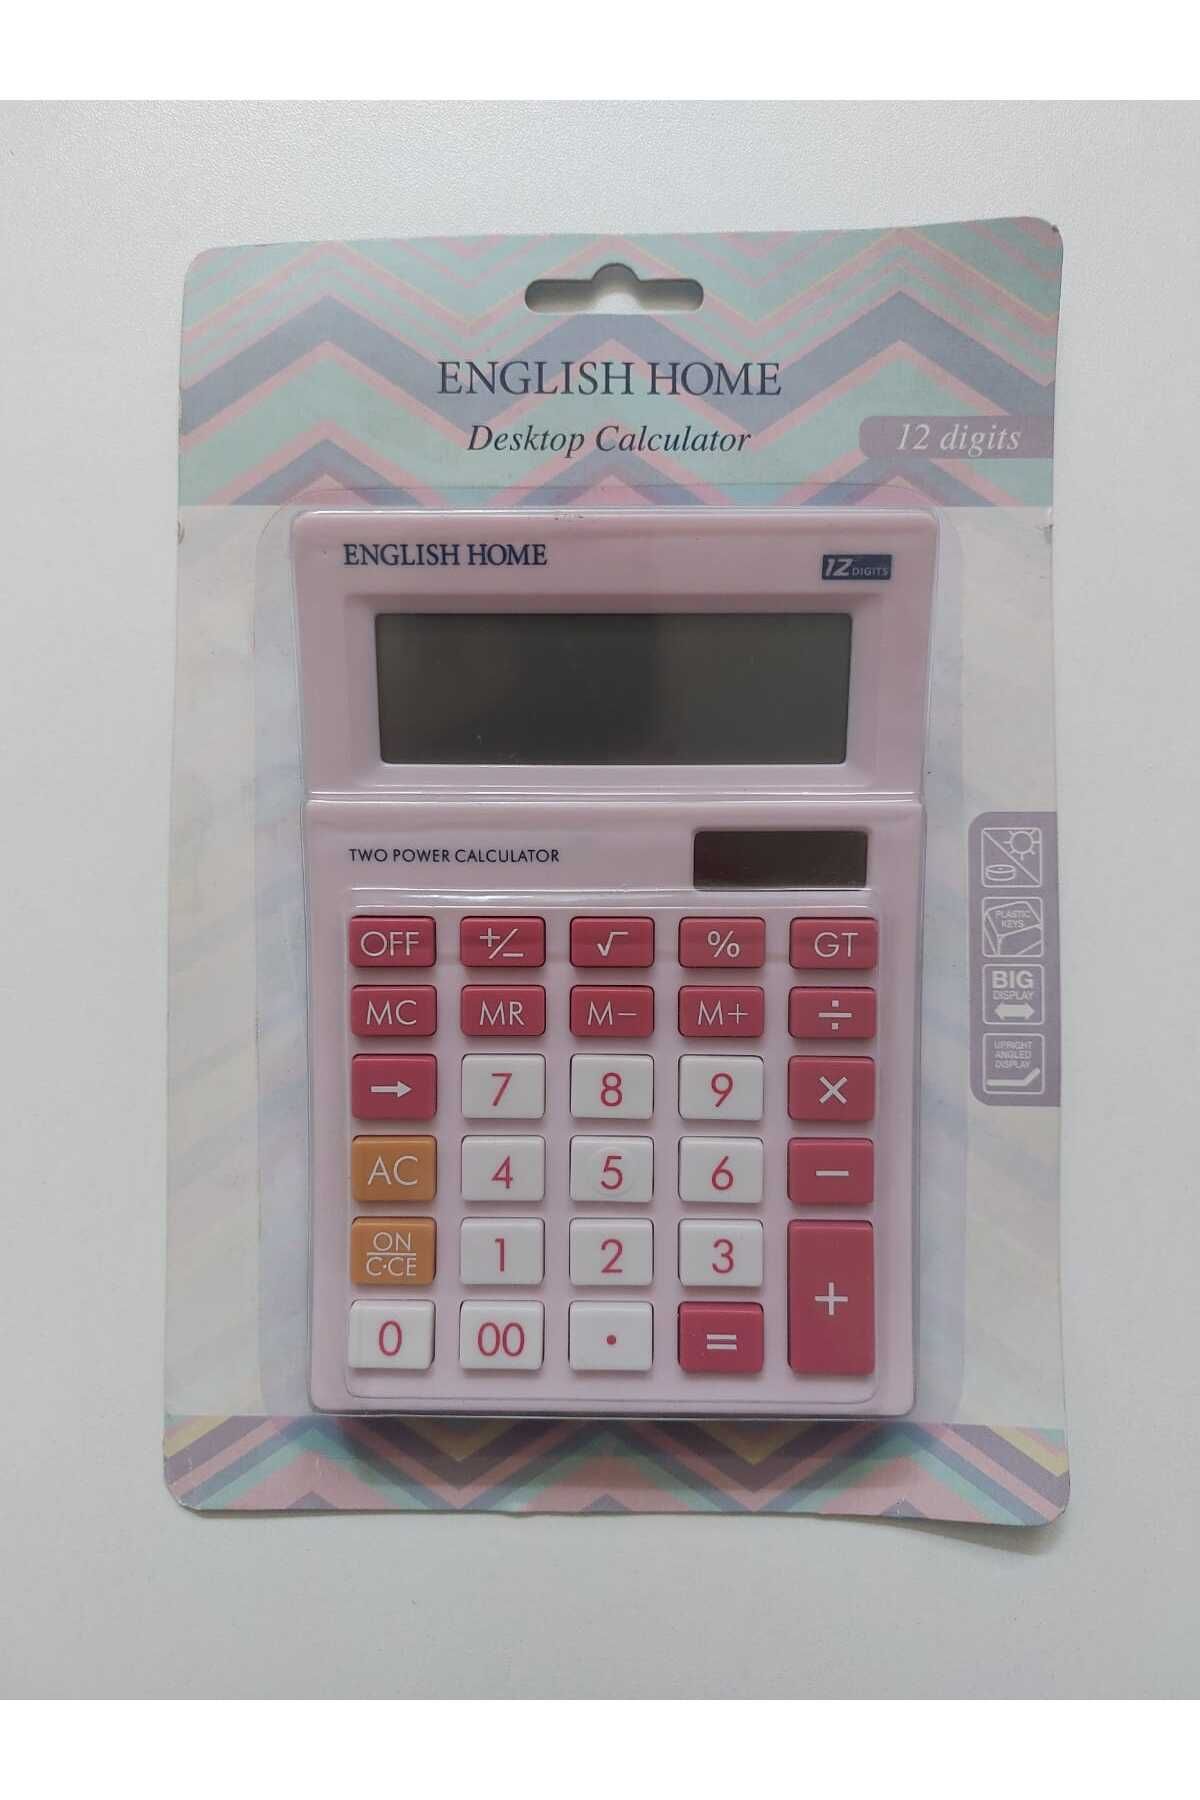 ENGLISH HOME
Desktop Calculator
12 digits
ENGLISH HOME
12 DIGITS
TWO POWER CALCULATOR
PLASTIC
KEYS
BIG
DISPLAY
UPRIGHT
ANGLED
DISPLAY
OFF +/− √ % GT
MC MR M− M+ ÷
→ 7 8 9 ×
AC 4 5 6 −
ON
C·CE 1 2 3
0 00 · = +